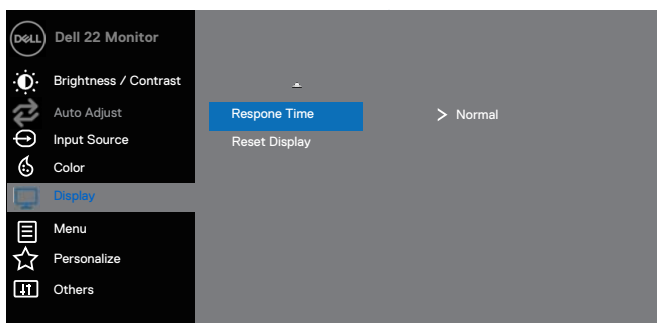 DELL Dell 22 Monitor
Brightness / Contrast
Auto Adjust
Respone Time > Normal
Input Source
Reset Display
Color
Display
Menu
Personalize
Others